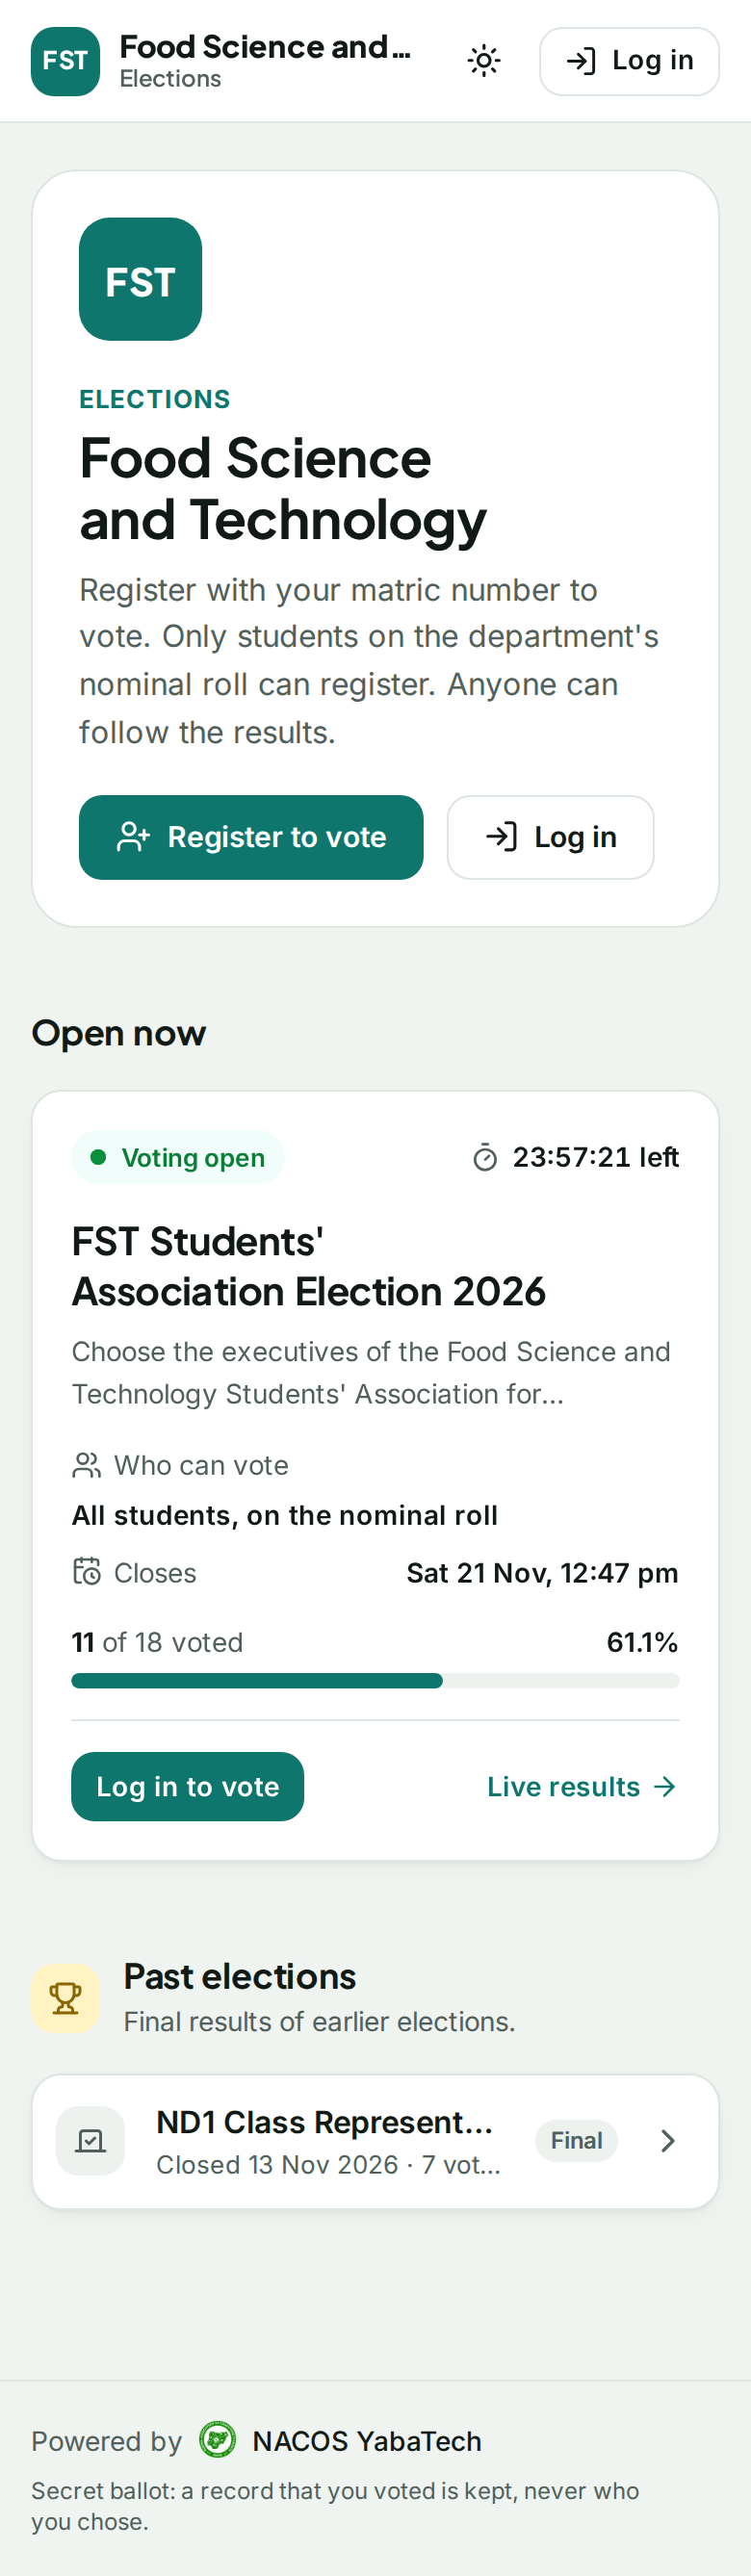 FST
Food Science and...
Elections
Log in
FST
ELECTIONS
Food Science
and Technology
Register with your matric number to
vote. Only students on the department's
nominal roll can register. Anyone can
follow the results.
Register to vote
Log in
Open now
Voting open
23:57:21 left
FST Students'
Association Election 2026
Choose the executives of the Food Science and
Technology Students' Association for...
Who can vote
All students, on the nominal roll
Closes
Sat 21 Nov, 12:47 pm
11 of 18 voted
61.1%
Log in to vote
Live results
Past elections
Final results of earlier elections.
ND1 Class Represent...
Closed 13 Nov 2026 · 7 vot...
Final
Powered by NACOS YabaTech
Secret ballot: a record that you voted is kept, never who
you chose.